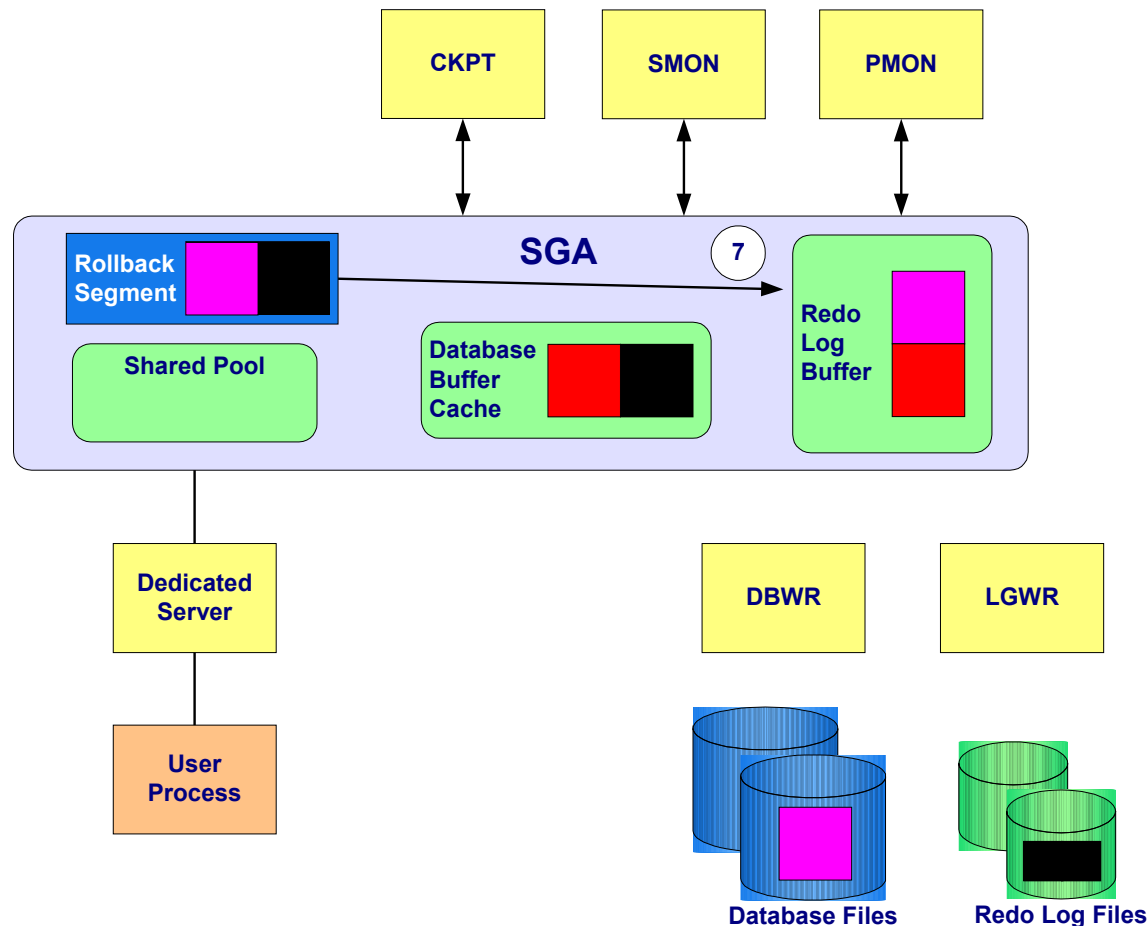 CKPT
SMON
PMON
SGA
7
Rollback
Segment
Redo
Log
Buffer
Shared Pool
Database
Buffer
Cache
Dedicated
Server
DBWR
LGWR
User
Process
Database Files
Redo Log Files